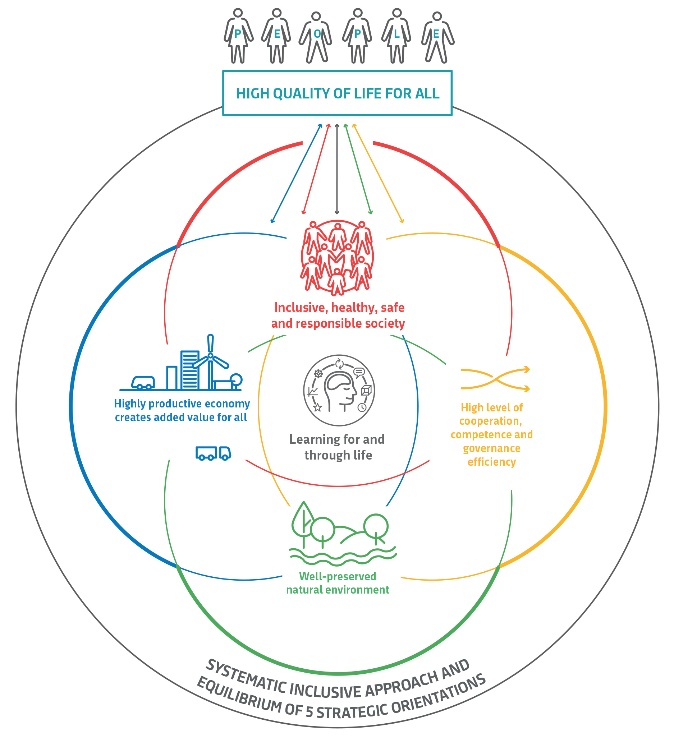 PEOPLE
HIGH QUALITY OF LIFE FOR ALL
Inclusive, healthy, safe
and responsible society
Highly productive economy
creates added value for all
Learning for and
through life
High level of
cooperation,
competence and
governance
efficiency
Well-preserved
natural environment
SYSTEMATIC INCLUSIVE APPROACH AND
EQUILIBRIUM OF 5 STRATEGIC ORIENTATIONS